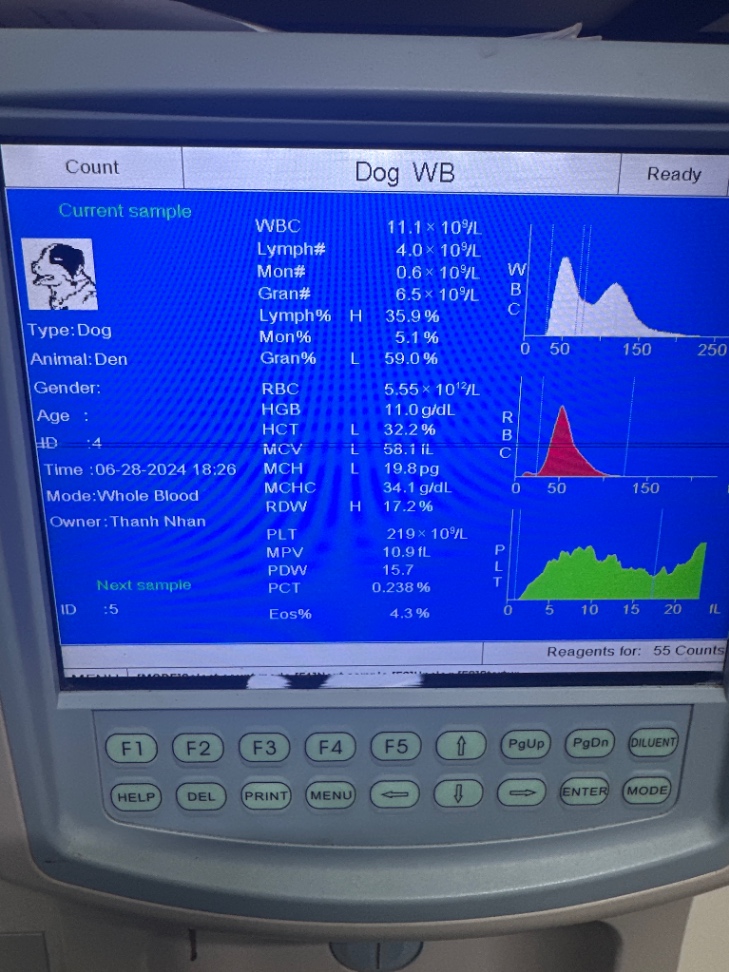 Count Dog WB Ready
Current sample
Type:Dog
Animal:Den
Gender:
Age :
ID :4
Time :06-28-2024 18:26
Mode:Whole Blood
Owner:Thanh Nhan
Next sample
ID :5
WBC 11.1 × 10⁹/L
Lymph# 4.0 × 10⁹/L
Mon# 0.6 × 10⁹/L
Gran# 6.5 × 10⁹/L
Lymph% H 35.9 %
Mon% 5.1 %
Gran% L 59.0 %
RBC 5.55 × 10¹²/L
HGB 11.0 g/dL
HCT L 32.2 %
MCV L 58.1 fL
MCH L 19.8 pg
MCHC 34.1 g/dL
RDW H 17.2 %
PLT 219 × 10⁹/L
MPV 10.9 fL
PDW 15.7
PCT 0.238 %
Eos% 4.3 %
WBC
0 50 150 250
RBC
0 50 150
PLT
0 5 10 15 20 fL
Reagents for: 55 Counts
F1 F2 F3 F4 F5 ⇧ PgUp PgDn DILUENT
HELP DEL PRINT MENU ⇦ ⇩ ⇨ ENTER MODE